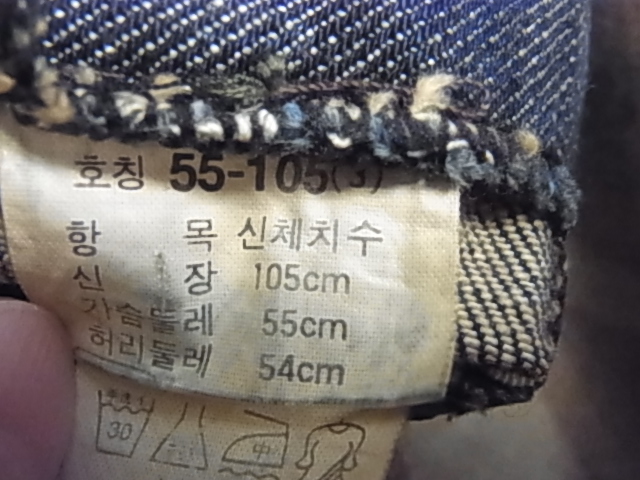 호칭 55-105(3)
항 목 신체치수
신 장 105cm
가슴둘레 55cm
허리둘레 54cm
30 中